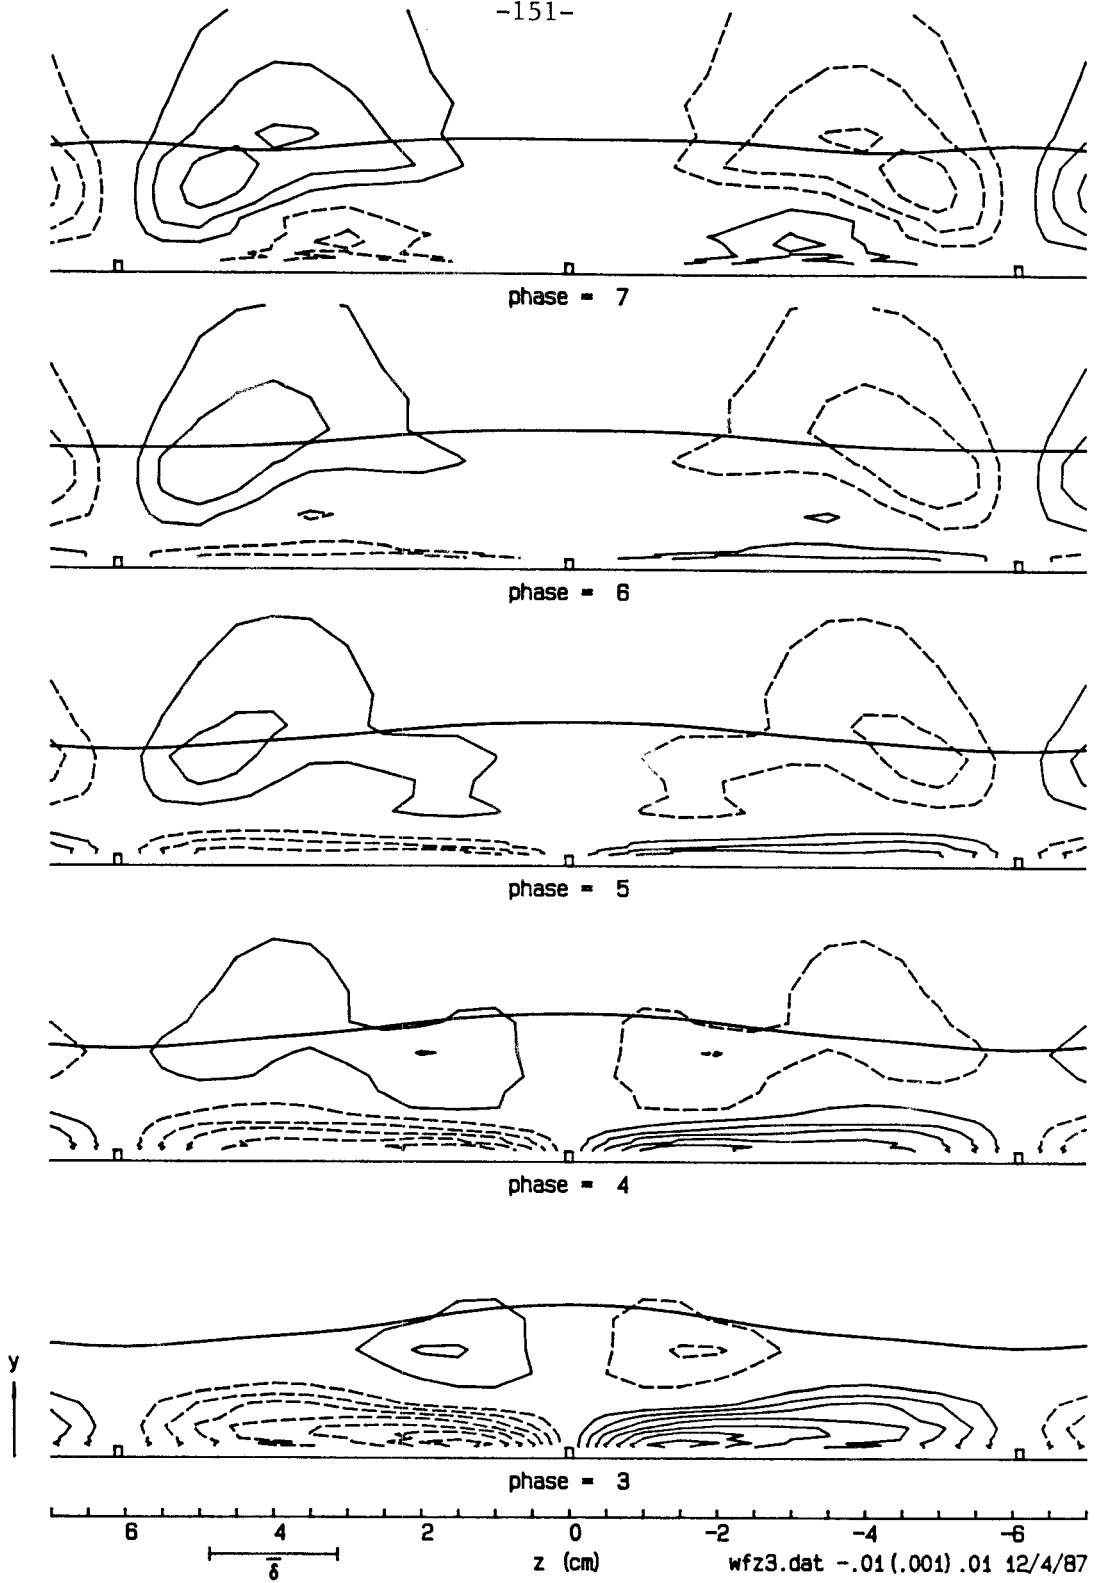 -151-
phase = 7
phase = 6
phase = 5
phase = 4
y
phase = 3
6 4 2 0 -2 -4 -6
δ̅ z (cm) wfz3.dat -.01(.001).01 12/4/87